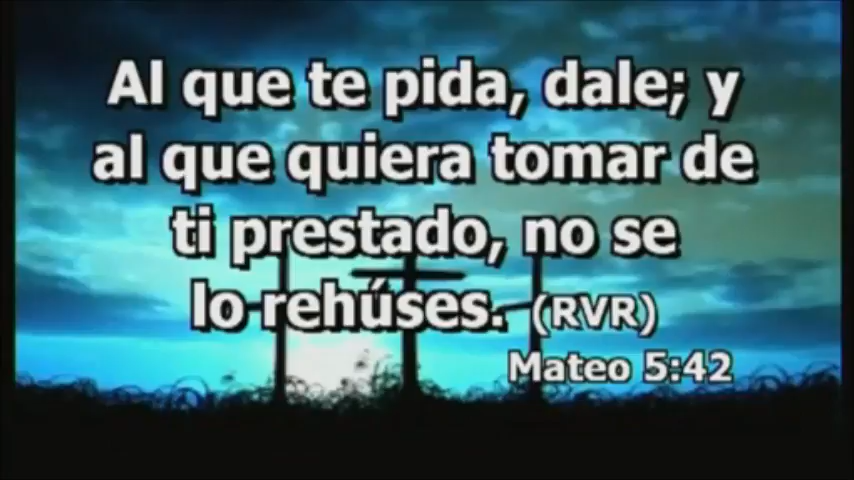 Al que te pida, dale; y
al que quiera tomar de
ti prestado, no se
lo rehúses. (RVR)
Mateo 5:42